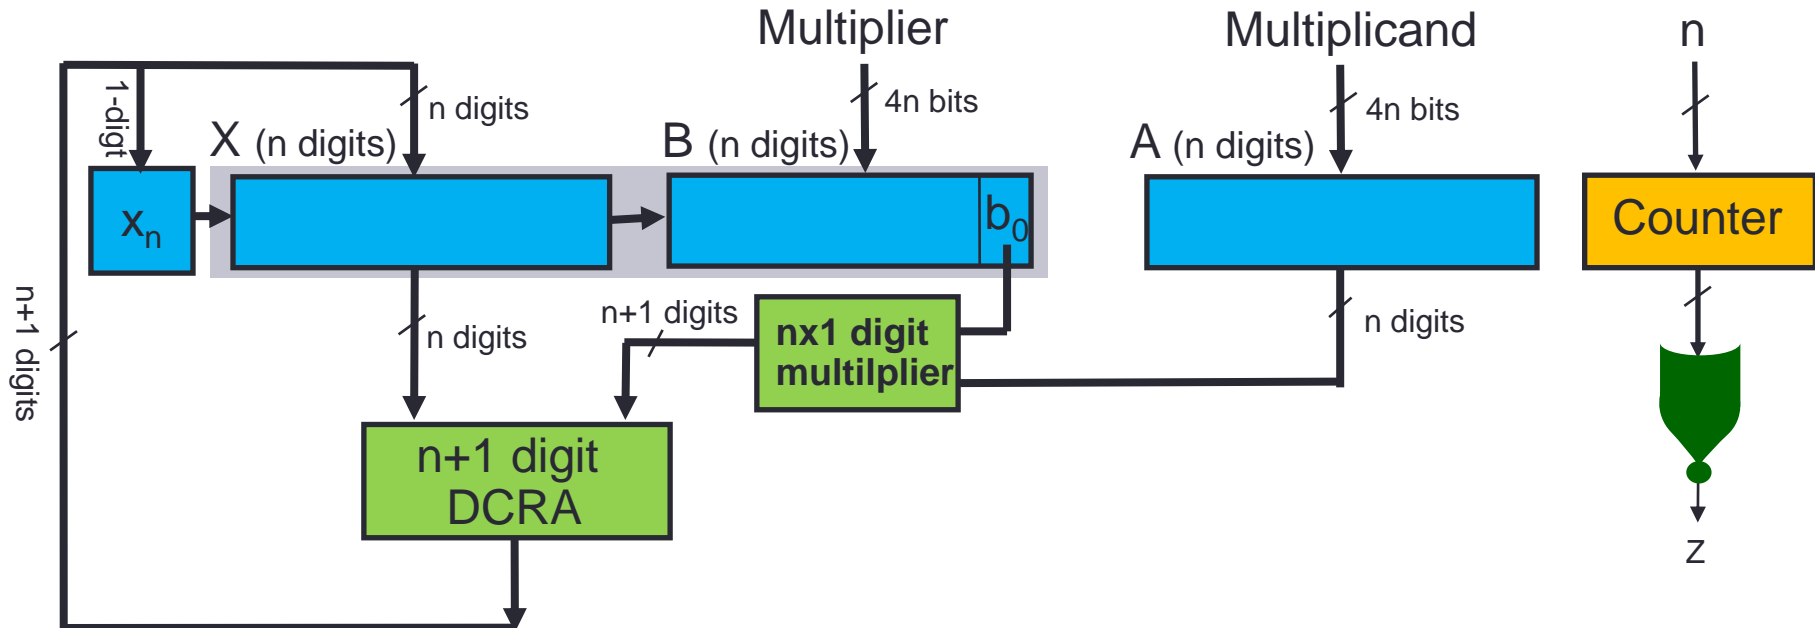 Multiplier
Multiplicand
n
1-digt
n digits
4n bits
4n bits
X (n digits)
B (n digits)
A (n digits)
xn
b0
Counter
n+1 digits
n digits
n+1 digits
nx1 digit
multilplier
n digits
n+1 digit
DCRA
z